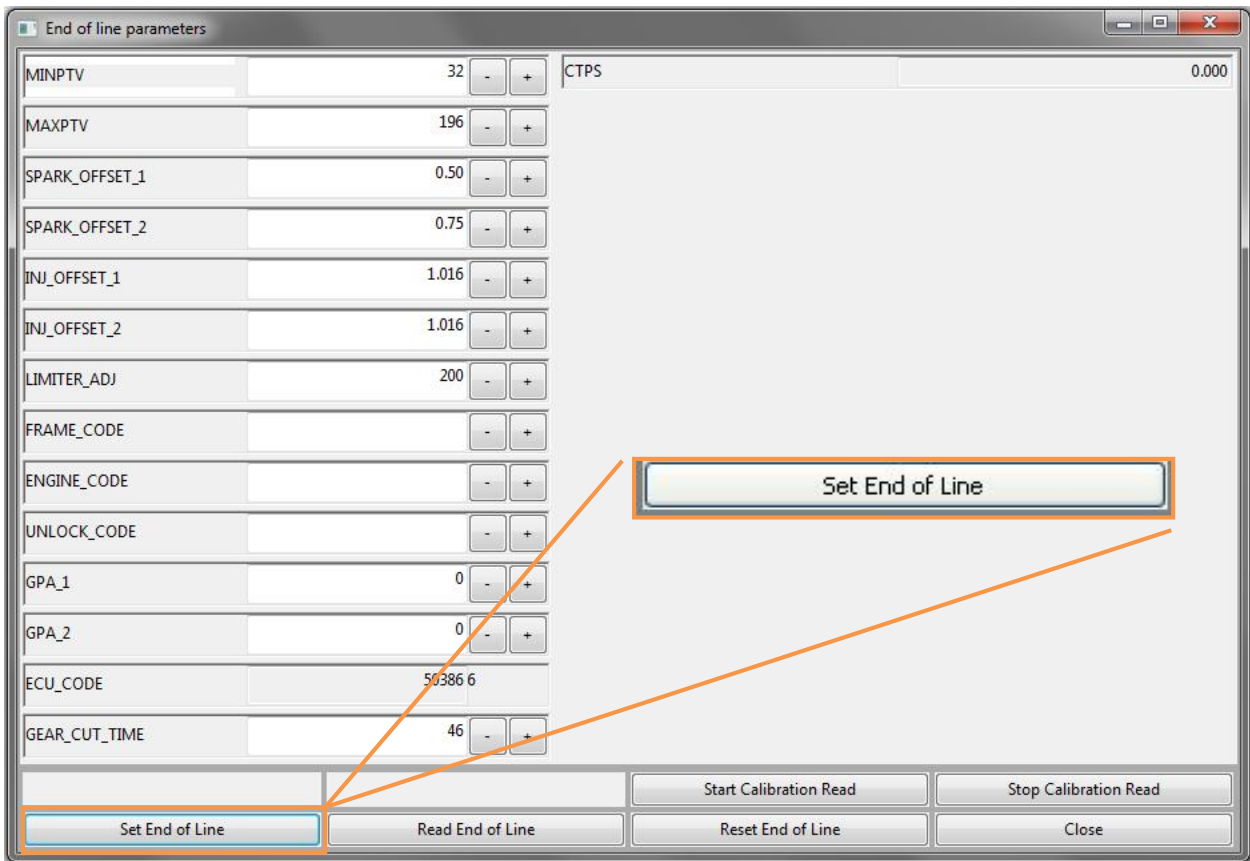 End of line parameters
MINPTV 32 - +
CTPS 0.000
MAXPTV 196 - +
SPARK_OFFSET_1 0.50 - +
SPARK_OFFSET_2 0.75 - +
INJ_OFFSET_1 1.016 - +
INJ_OFFSET_2 1.016 - +
LIMITER_ADJ 200 - +
FRAME_CODE - +
ENGINE_CODE - +
Set End of Line
UNLOCK_CODE - +
GPA_1 0 - +
GPA_2 0 - +
ECU_CODE
GEAR_CUT_TIME 46 - +
Start Calibration Read Stop Calibration Read
Set End of Line Read End of Line Reset End of Line Close